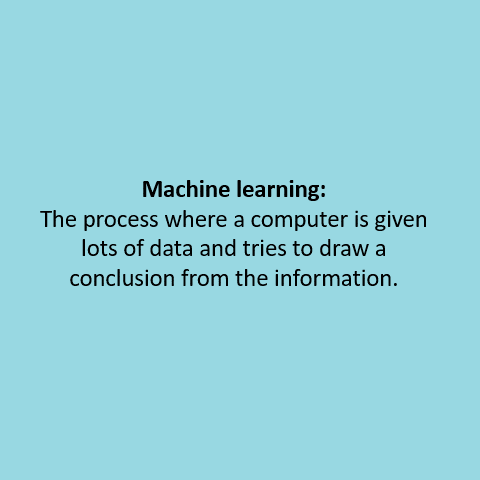 Machine learning:
The process where a computer is given
lots of data and tries to draw a
conclusion from the information.